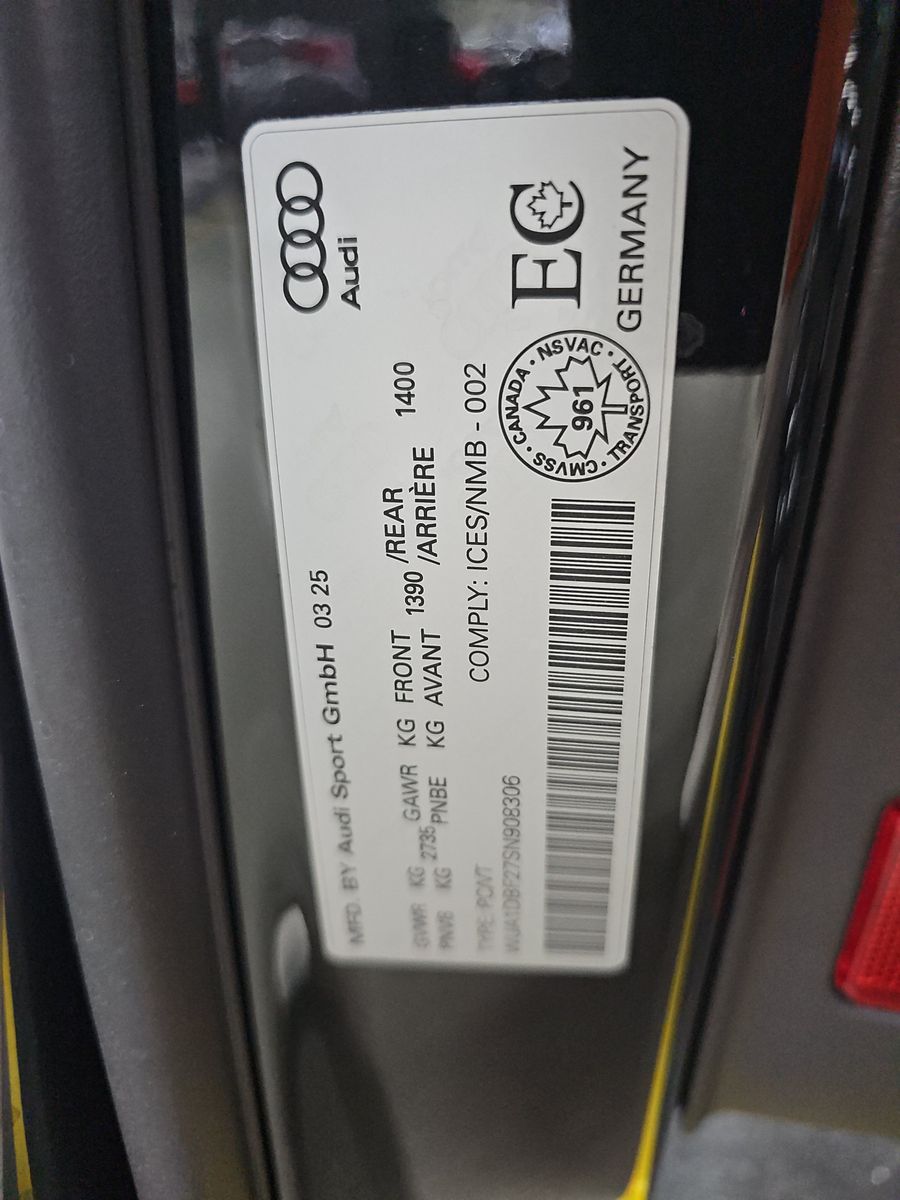 Audi
MFD. BY Audi Sport GmbH 03 25
GVWR KG 2735 GAWR KG FRONT 1390 /REAR 1400
PNBV KG PNBE KG AVANT /ARRIÈRE
COMPLY: ICES/NMB - 002
TYPE: PC/VT
WUA1DBF27SN908306
CANADA · NSVAC · TRANSPORT · CMVSS ·
961
EC
GERMANY